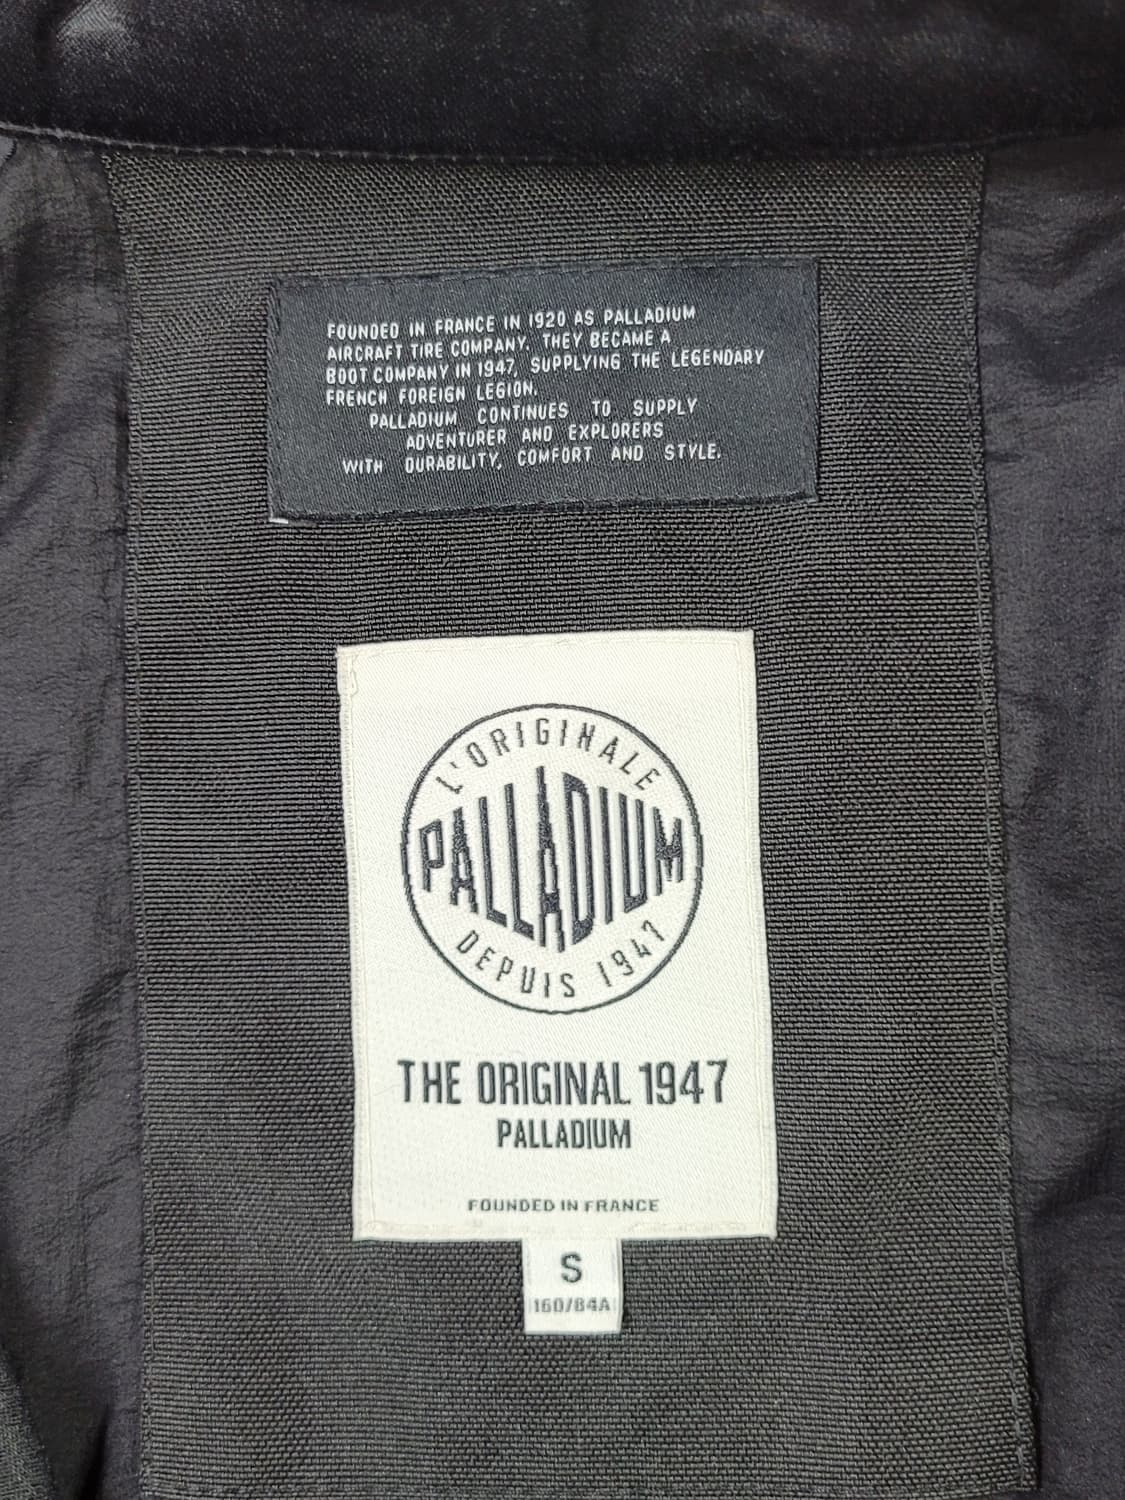 FOUNDED IN FRANCE IN 1920 AS PALLADIUM
AIRCRAFT TIRE COMPANY. THEY BECAME A
BOOT COMPANY IN 1947, SUPPLYING THE LEGENDARY
FRENCH FOREIGN LEGION.
PALLADIUM CONTINUES TO SUPPLY
ADVENTURER AND EXPLORERS
WITH DURABILITY, COMFORT AND STYLE.
L'ORIGINALE
PALLADIUM
DEPUIS 1947
THE ORIGINAL 1947
PALLADIUM
FOUNDED IN FRANCE
S
160/84A